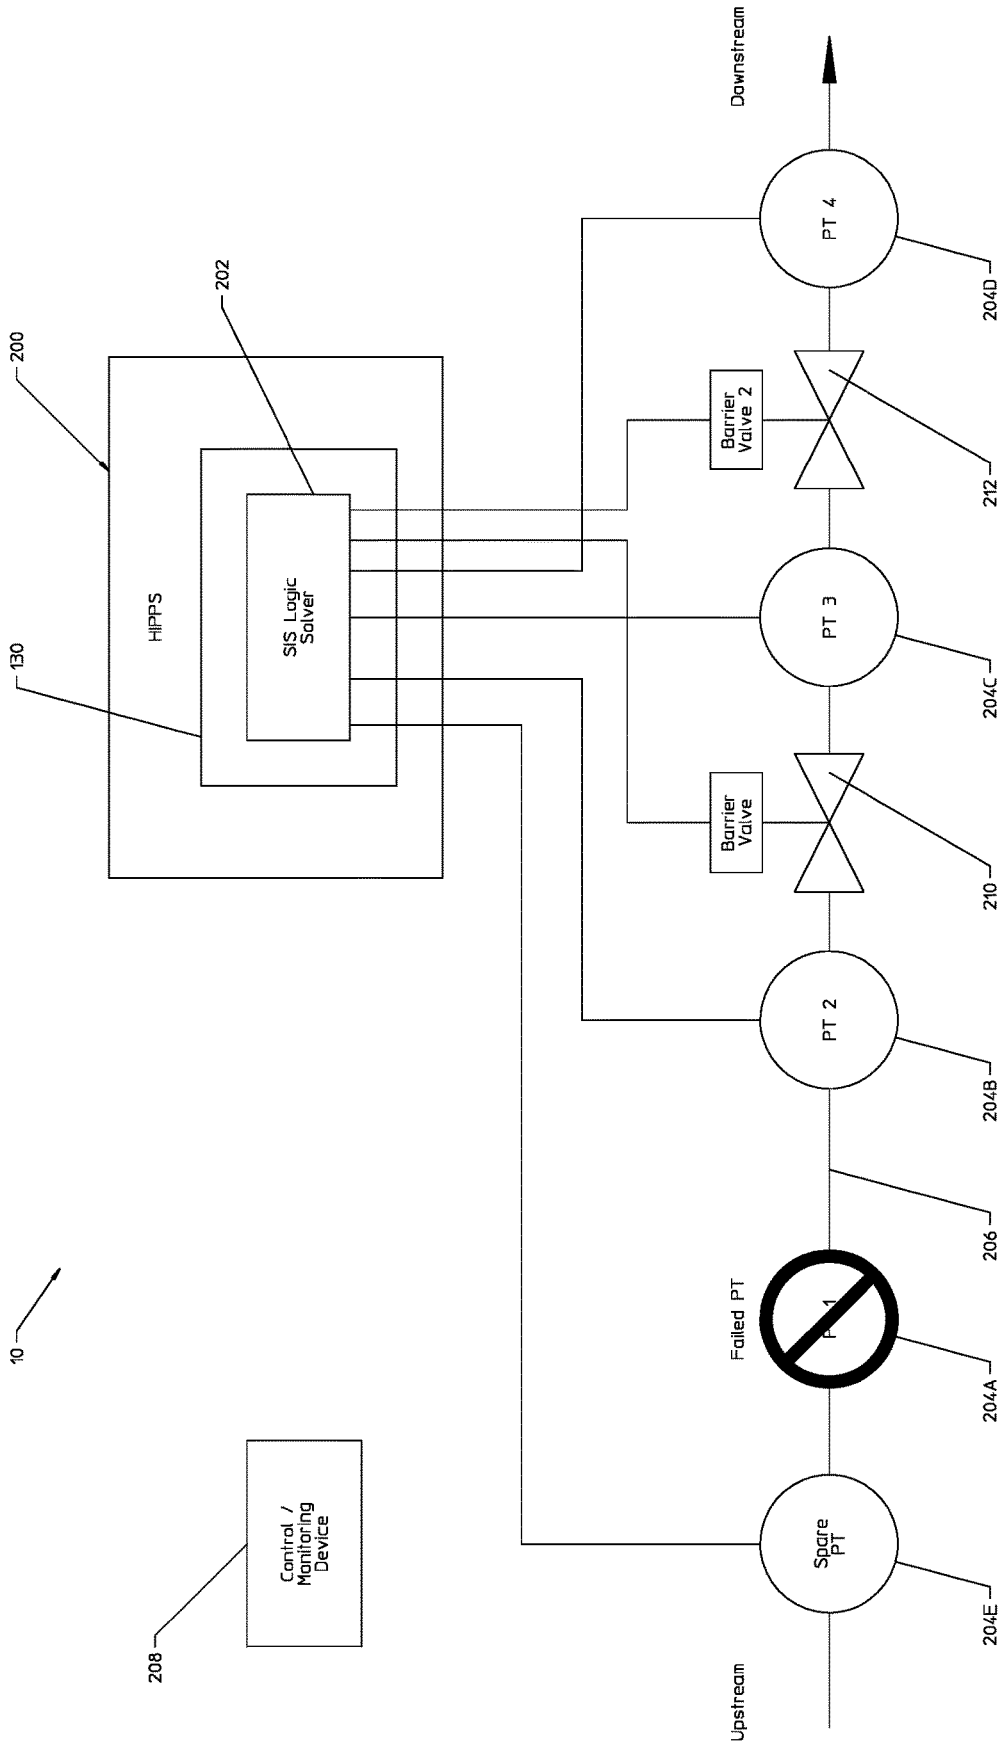 10
208
Control /
Monitoring
Device
130
200
HIPPS
202
SIS Logic
Solver
Upstream
Failed PT
Barrier
Valve
Barrier
Valve 2
Downstream
Spare
PT
PT 2
PT 3
PT 4
204E
204A
206
204B
210
204C
212
204D